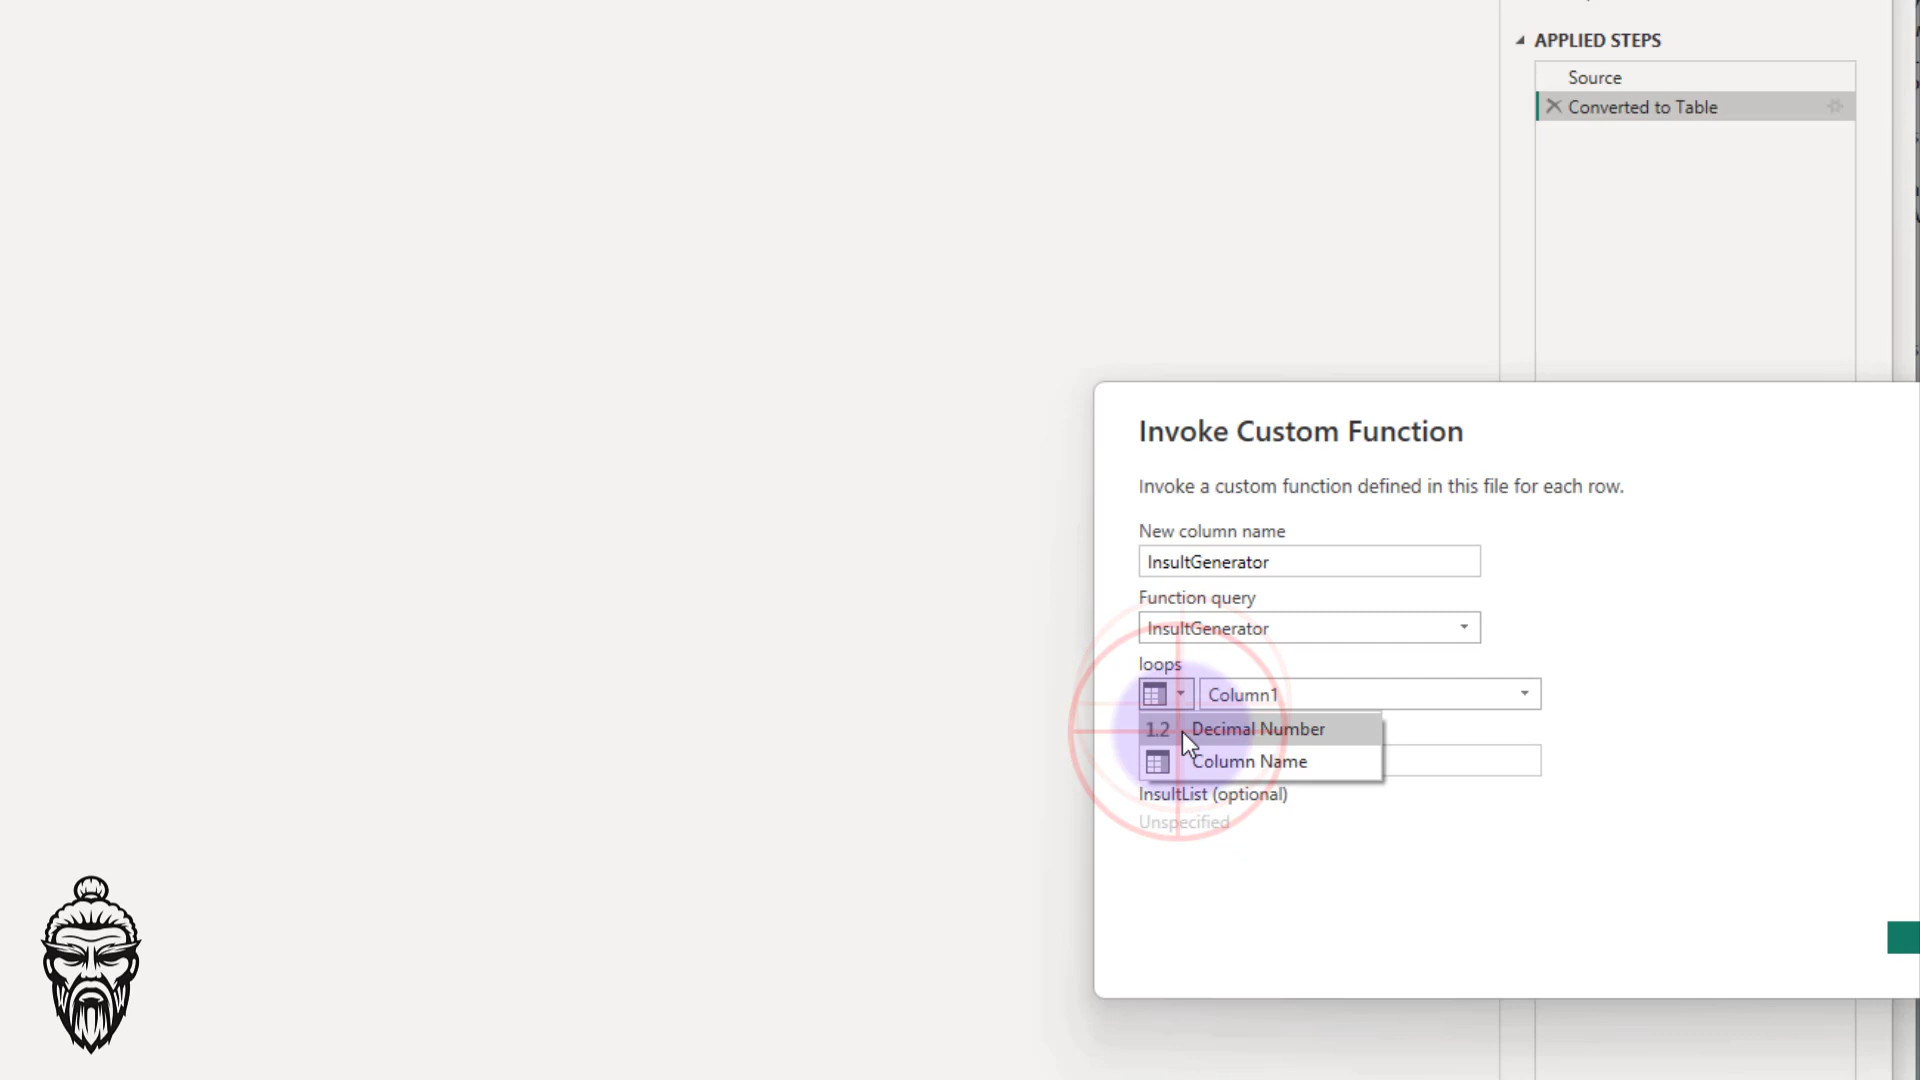 APPLIED STEPS
Source
Converted to Table
Invoke Custom Function
Invoke a custom function defined in this file for each row.
New column name
InsultGenerator
Function query
InsultGenerator
loops
Column1
1.2 Decimal Number
Column Name
InsultList (optional)
Unspecified